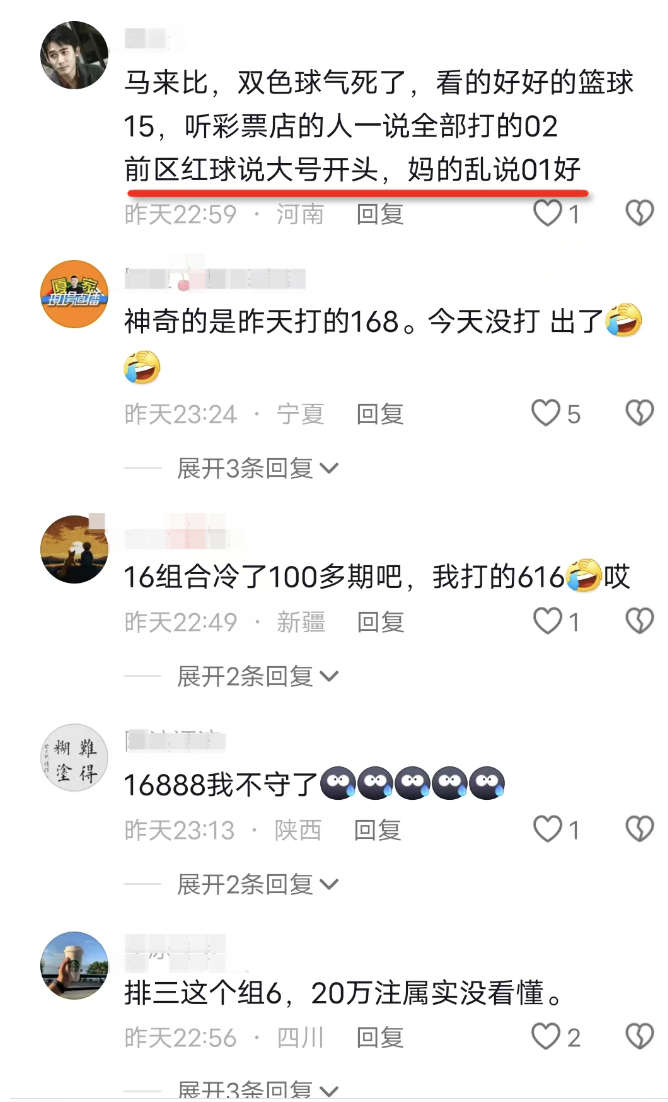 马来比，双色球气死了，看的好好的篮球
15，听彩票店的人一说全部打的02
前区红球说大号开头，妈的乱说01好
昨天22:59 · 河南 回复 1
神奇的是昨天打的168。今天没打 出了🤣
🤣
昨天23:24 · 宁夏 回复 5
展开3条回复
16组合冷了100多期吧，我打的616🤣哎
昨天22:49 · 新疆 回复 1
展开2条回复
難得
糊塗
16888我不守了
昨天23:13 · 陕西 回复 1
展开2条回复
排三这个组6，20万注属实没看懂。
昨天22:56 · 四川 回复 2
展开3条回复